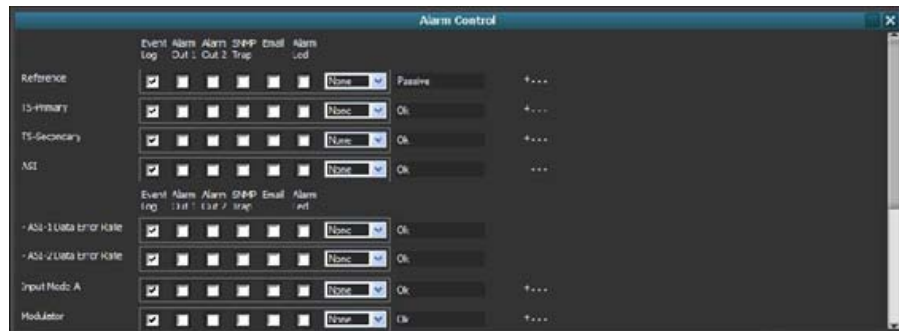 Alarm Control X
Event Alarm Alarm SNMP Email Alarm
Log Out 1 Out 2 Trap Led
Reference None Passive +...
TS-Primary None Ok +...
TS-Secondary None Ok +...
ASI None Ok ...
Event Alarm Alarm SNMP Email Alarm
Log Out 1 Out 2 Trap Led
- ASI-1 Data Error Rate None Ok
- ASI-2 Data Error Rate None Ok
Input Mode A None Ok +...
Modulator None Ok +...